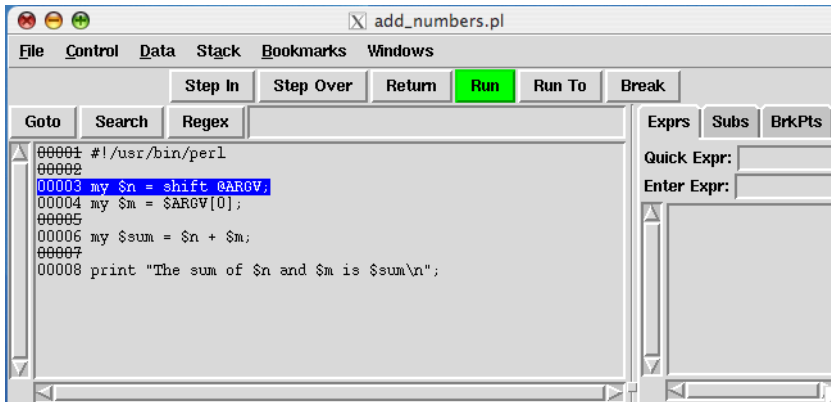 add_numbers.pl
File Control Data Stack Bookmarks Windows
Step In Step Over Return Run Run To Break
Goto Search Regex
Exprs Subs BrkPts
Quick Expr:
Enter Expr:
00001 #!/usr/bin/perl
00002
00003 my $n = shift @ARGV;
00004 my $m = $ARGV[0];
00005
00006 my $sum = $n + $m;
00007
00008 print "The sum of $n and $m is $sum\n";